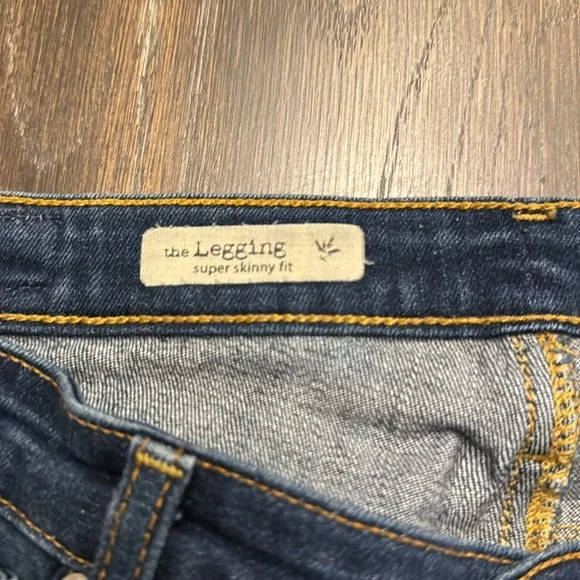 the Legging
super skinny fit